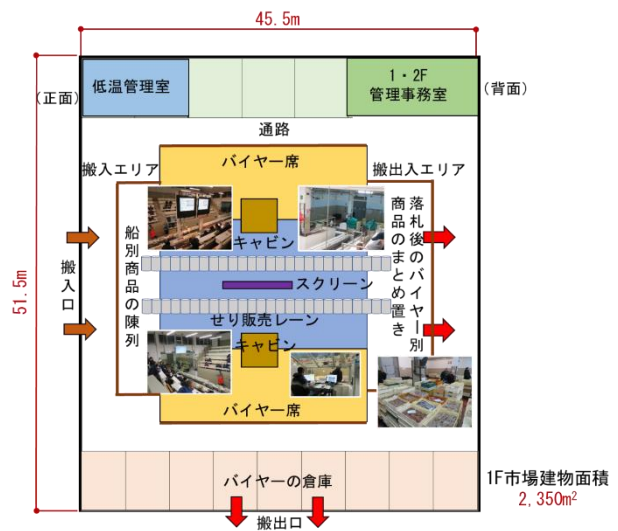 45.5m
低温管理室
1・2F
管理事務室
(正面)
(背面)
通路
バイヤー席
搬入エリア
搬出入エリア
キャビン
船別商品の陳列
落札後のバイヤー別
商品のまとめ置き
スクリーン
搬入口
51.5m
せり販売レーン
キャビン
バイヤー席
バイヤーの倉庫
1F市場建物面積
2,350m²
搬出口